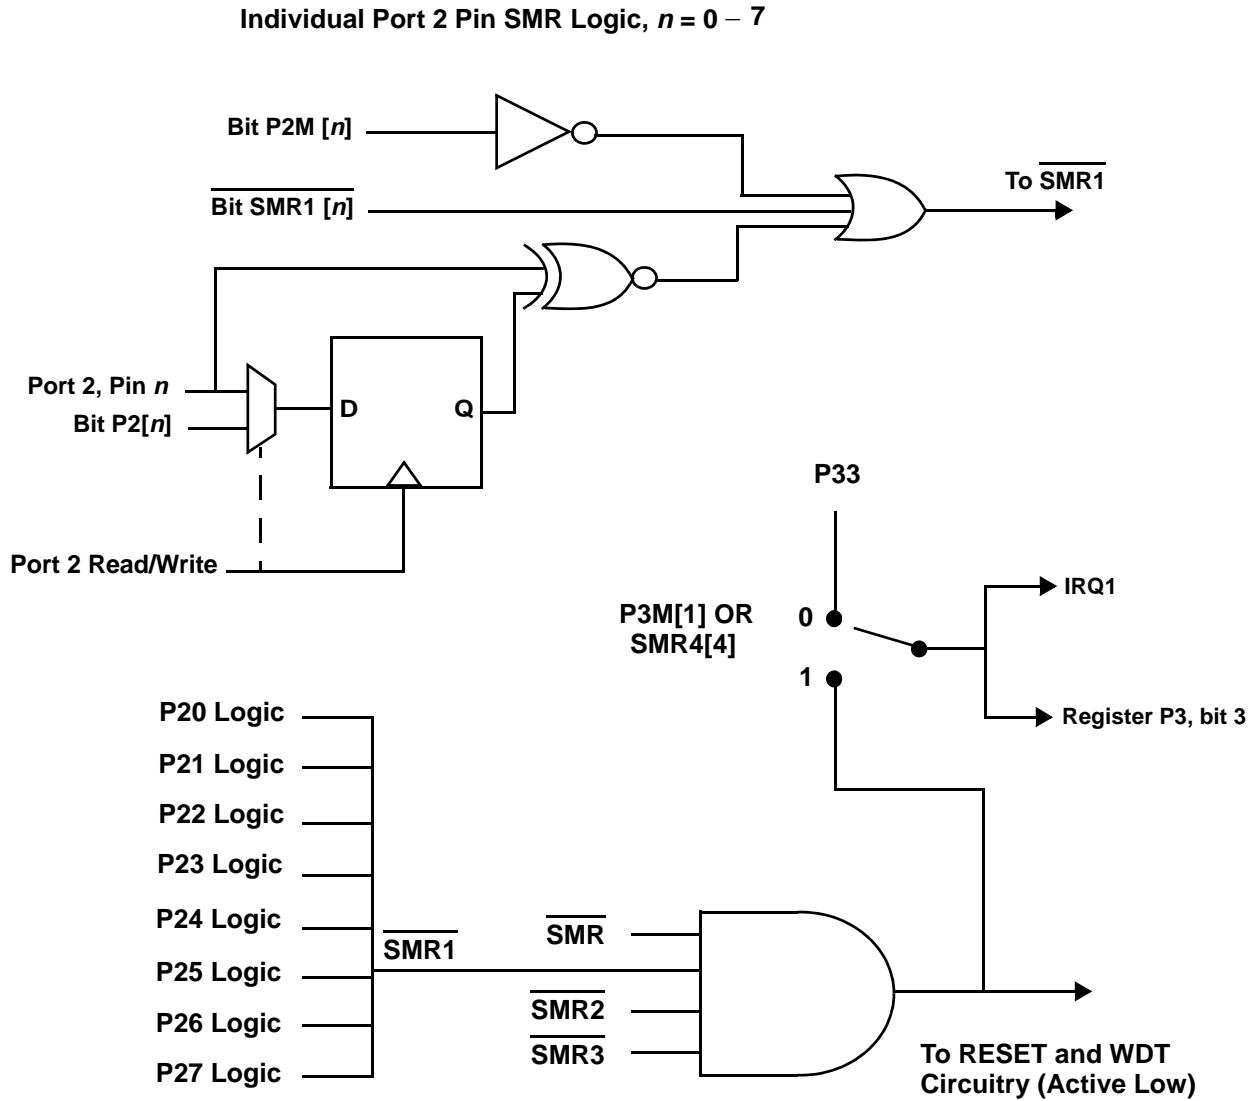 Individual Port 2 Pin SMR Logic, n = 0 – 7
Bit P2M [n]
Bit SMR1 [n]
To SMR1
Port 2, Pin n
Bit P2[n]
D
Q
Port 2 Read/Write
P33
P3M[1] OR
SMR4[4]
0
1
IRQ1
Register P3, bit 3
P20 Logic
P21 Logic
P22 Logic
P23 Logic
P24 Logic
P25 Logic
P26 Logic
P27 Logic
SMR1
SMR
SMR2
SMR3
To RESET and WDT
Circuitry (Active Low)